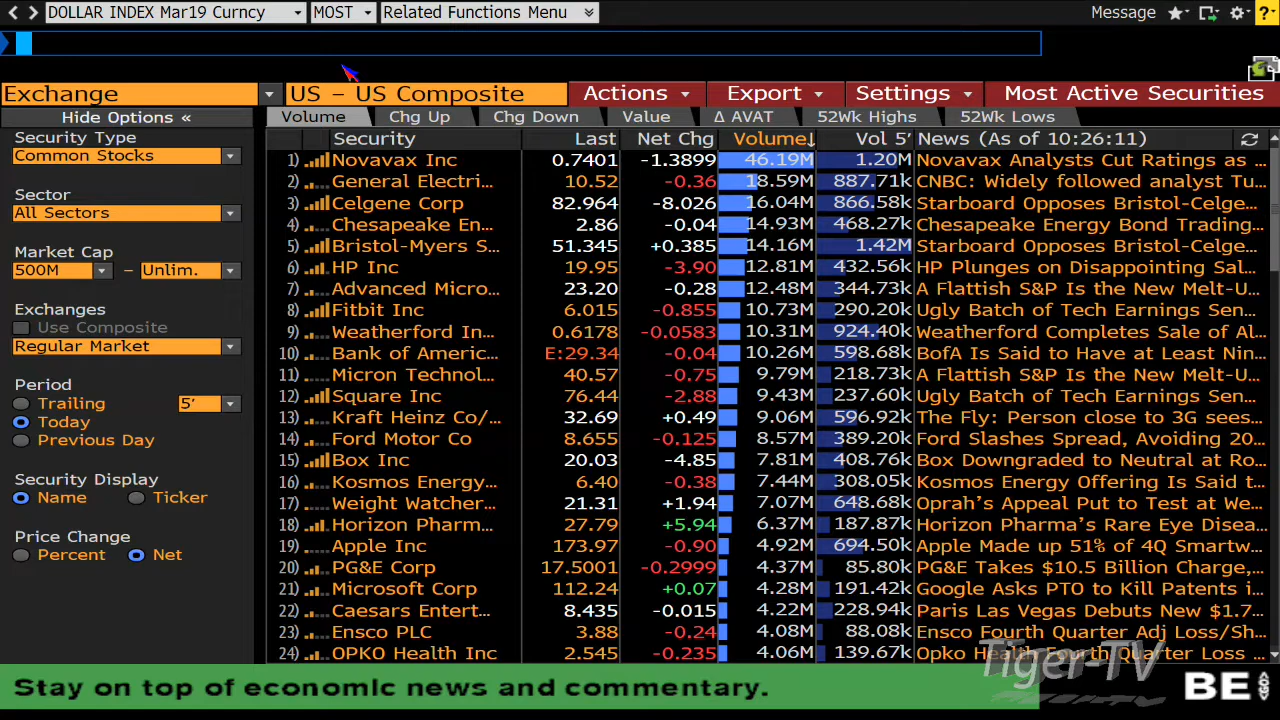 DOLLAR INDEX Mar19 Curncy MOST Related Functions Menu Message
Exchange US – US Composite Actions Export Settings Most Active Securities
Hide Options « Volume Chg Up Chg Down Value Δ AVAT 52Wk Highs 52Wk Lows
Security Type
Common Stocks
Sector
All Sectors
Market Cap
500M – Unlim.
Exchanges
Use Composite
Regular Market
Period
Trailing 5'
Today
Previous Day
Security Display
Name Ticker
Price Change
Percent Net
Security Last Net Chg Volume↓ Vol 5' News (As of 10:26:11)
1) Novavax Inc 0.7401 -1.3899 46.19M 1.20M Novavax Analysts Cut Ratings as ...
2) General Electri... 10.52 -0.36 18.59M 887.71k CNBC: Widely followed analyst Tu...
3) Celgene Corp 82.964 -8.026 16.04M 866.58k Starboard Opposes Bristol-Celge...
4) Chesapeake En... 2.86 -0.04 14.93M 468.27k Chesapeake Energy Bond Trading...
5) Bristol-Myers S... 51.345 +0.385 14.16M 1.42M Starboard Opposes Bristol-Celge...
6) HP Inc 19.95 -3.90 12.81M 432.56k HP Plunges on Disappointing Sal...
7) Advanced Micro... 23.20 -0.28 12.48M 344.73k A Flattish S&P Is the New Melt-U...
8) Fitbit Inc 6.015 -0.855 10.73M 290.20k Ugly Batch of Tech Earnings Sen...
9) Weatherford In... 0.6178 -0.0583 10.31M 924.40k Weatherford Completes Sale of Al...
10) Bank of Americ... E:29.34 -0.04 10.26M 598.68k BofA Is Said to Have at Least Nin...
11) Micron Technol... 40.57 -0.75 9.79M 218.73k A Flattish S&P Is the New Melt-U...
12) Square Inc 76.44 -2.88 9.43M 237.60k Ugly Batch of Tech Earnings Sen...
13) Kraft Heinz Co/... 32.69 +0.49 9.06M 596.92k The Fly: Person close to 3G sees...
14) Ford Motor Co 8.655 -0.125 8.57M 389.20k Ford Slashes Spread, Avoiding 20...
15) Box Inc 20.03 -4.85 7.81M 408.76k Box Downgraded to Neutral at Ro...
16) Kosmos Energy... 6.40 -0.38 7.44M 308.05k Kosmos Energy Offering Is Said t...
17) Weight Watcher... 21.31 +1.94 7.07M 648.68k Oprah's Appeal Put to Test at We...
18) Horizon Pharm... 27.79 +5.94 6.37M 187.87k Horizon Pharma's Rare Eye Disea...
19) Apple Inc 173.97 -0.90 4.92M 694.50k Apple Made up 51% of 4Q Smartw...
20) PG&E Corp 17.5001 -0.2999 4.37M 85.80k PG&E Takes $10.5 Billion Charge,...
21) Microsoft Corp 112.24 +0.07 4.28M 191.42k Google Asks PTO to Kill Patents i...
22) Caesars Entert... 8.435 -0.015 4.22M 228.94k Paris Las Vegas Debuts New $1.7...
23) Ensco PLC 3.88 -0.24 4.08M 88.08k Ensco Fourth Quarter Adj Loss/Sh...
24) OPKO Health Inc 2.545 -0.235 4.06M 139.67k Opko Health Fourth Quarter Loss ...
Tiger-TV
Stay on top of economic news and commentary. BE